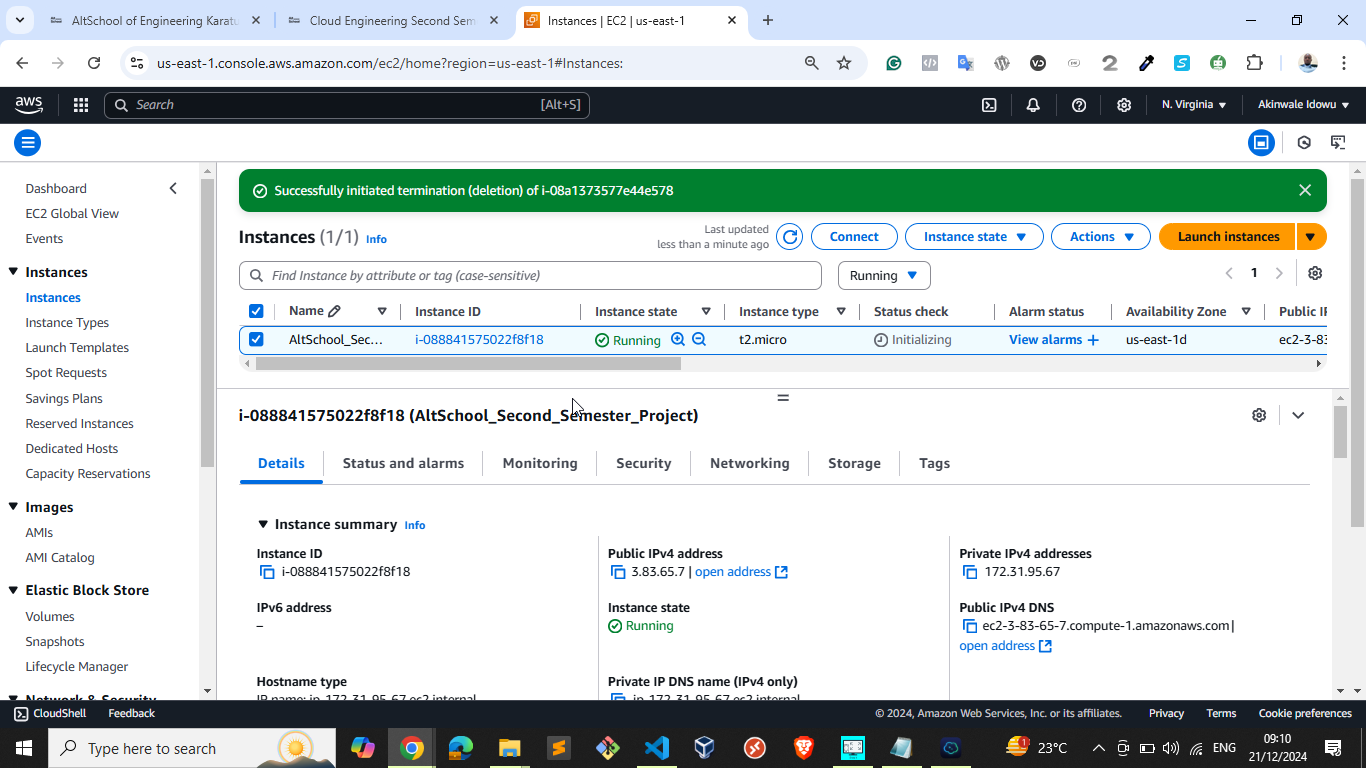 AltSchool of Engineering Karatu
Cloud Engineering Second Sem
Instances | EC2 | us-east-1
us-east-1.console.aws.amazon.com/ec2/home?region=us-east-1#Instances:
aws
Search
[Alt+S]
N. Virginia
Akinwale Idowu
Dashboard
EC2 Global View
Events
Instances
Instances
Instance Types
Launch Templates
Spot Requests
Savings Plans
Reserved Instances
Dedicated Hosts
Capacity Reservations
Images
AMIs
AMI Catalog
Elastic Block Store
Volumes
Snapshots
Lifecycle Manager
Network & Security
Successfully initiated termination (deletion) of i-08a1373577e44e578
Instances (1/1) Info
Last updated
less than a minute ago
Connect
Instance state
Actions
Launch instances
Find Instance by attribute or tag (case-sensitive)
Running
1
Name Instance ID Instance state Instance type Status check Alarm status Availability Zone Public IP
AltSchool_Sec... i-088841575022f8f18 Running t2.micro Initializing View alarms + us-east-1d ec2-3-83
i-088841575022f8f18 (AltSchool_Second_Semester_Project)
Details Status and alarms Monitoring Security Networking Storage Tags
Instance summary Info
Instance ID
i-088841575022f8f18
Public IPv4 address
3.83.65.7 | open address
Private IPv4 addresses
172.31.95.67
IPv6 address
–
Instance state
Running
Public IPv4 DNS
ec2-3-83-65-7.compute-1.amazonaws.com |
open address
Hostname type
IP name: ip-172-31-95-67.ec2.internal
Private IP DNS name (IPv4 only)
ip-172-31-95-67.ec2.internal
CloudShell Feedback
© 2024, Amazon Web Services, Inc. or its affiliates. Privacy Terms Cookie preferences
Type here to search
1
23°C
ENG
09:10
21/12/2024